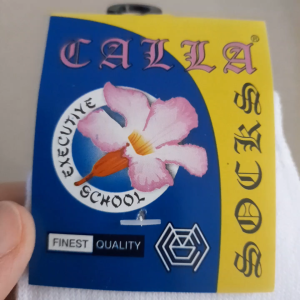 CALLA®
EXECUTIVE
SCHOOL
SOCKS
FINEST QUALITY